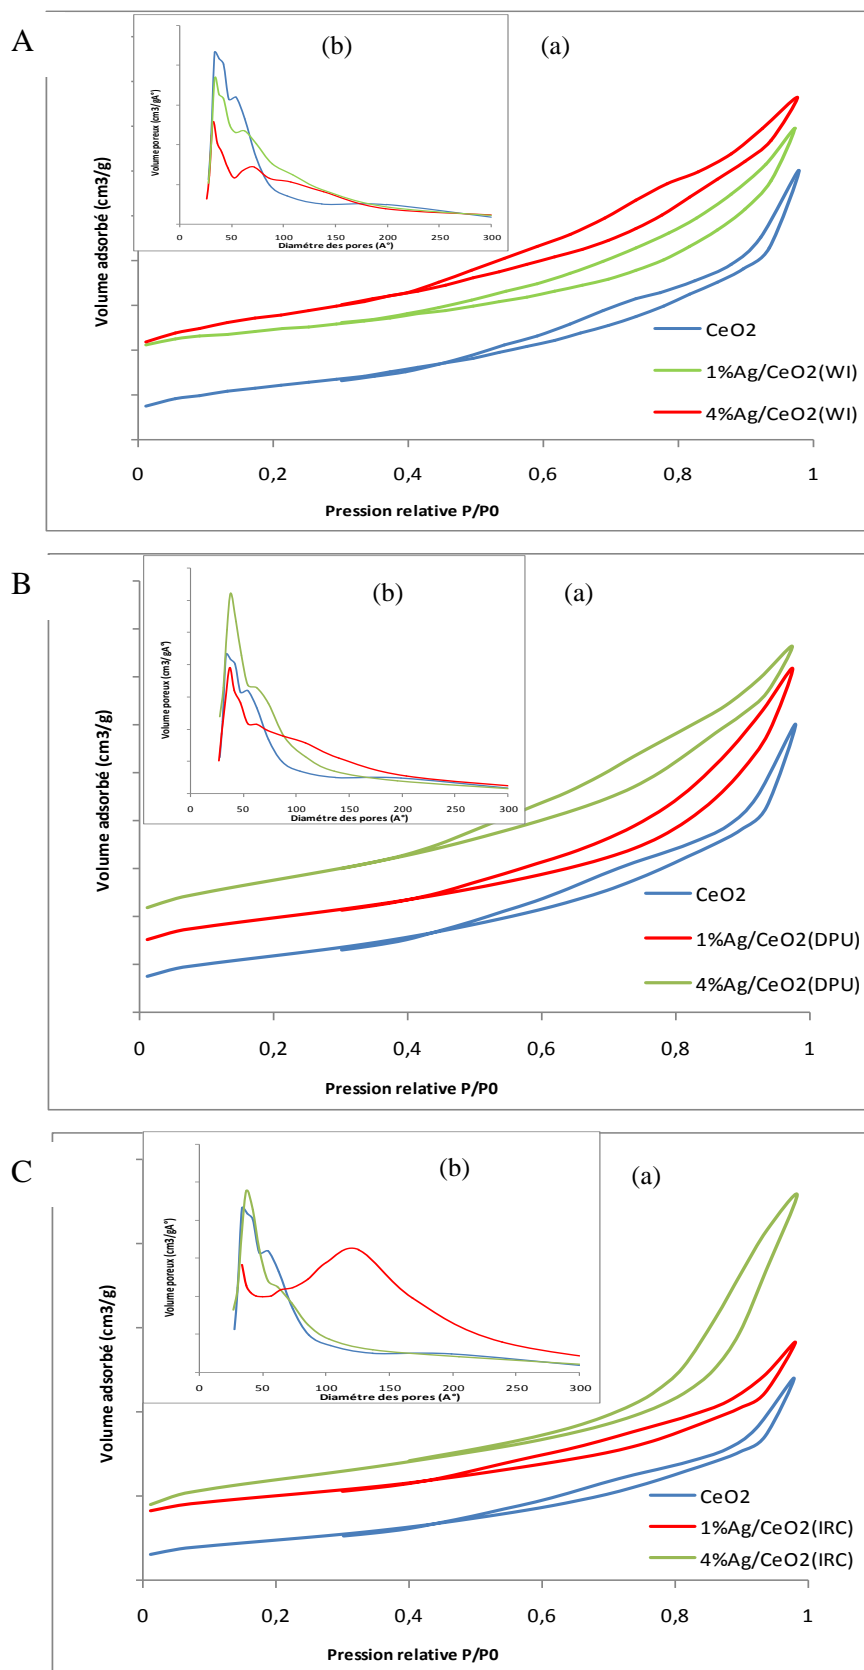 A
(b)
(a)
Volume poreux (cm3/gA°)
0 50 100 150 200 250 300
Diamétre des pores (A°)
Volume adsorbé (cm3/g)
CeO2
1%Ag/CeO2(WI)
4%Ag/CeO2(WI)
0 0,2 0,4 0,6 0,8 1
Pression relative P/P0
B
(b)
(a)
Volume poreux (cm3/gA°)
0 50 100 150 200 250 300
Diamétre des pores (A°)
Volume adsorbé (cm3/g)
CeO2
1%Ag/CeO2(DPU)
4%Ag/CeO2(DPU)
0 0,2 0,4 0,6 0,8 1
Pression relative P/P0
C
(b)
(a)
Volume poreux (cm3/gA°)
0 50 100 150 200 250 300
Diamétre des pores (A°)
Volume adsorbé (cm3/g)
CeO2
1%Ag/CeO2(IRC)
4%Ag/CeO2(IRC)
0 0,2 0,4 0,6 0,8 1
Pression relative P/P0